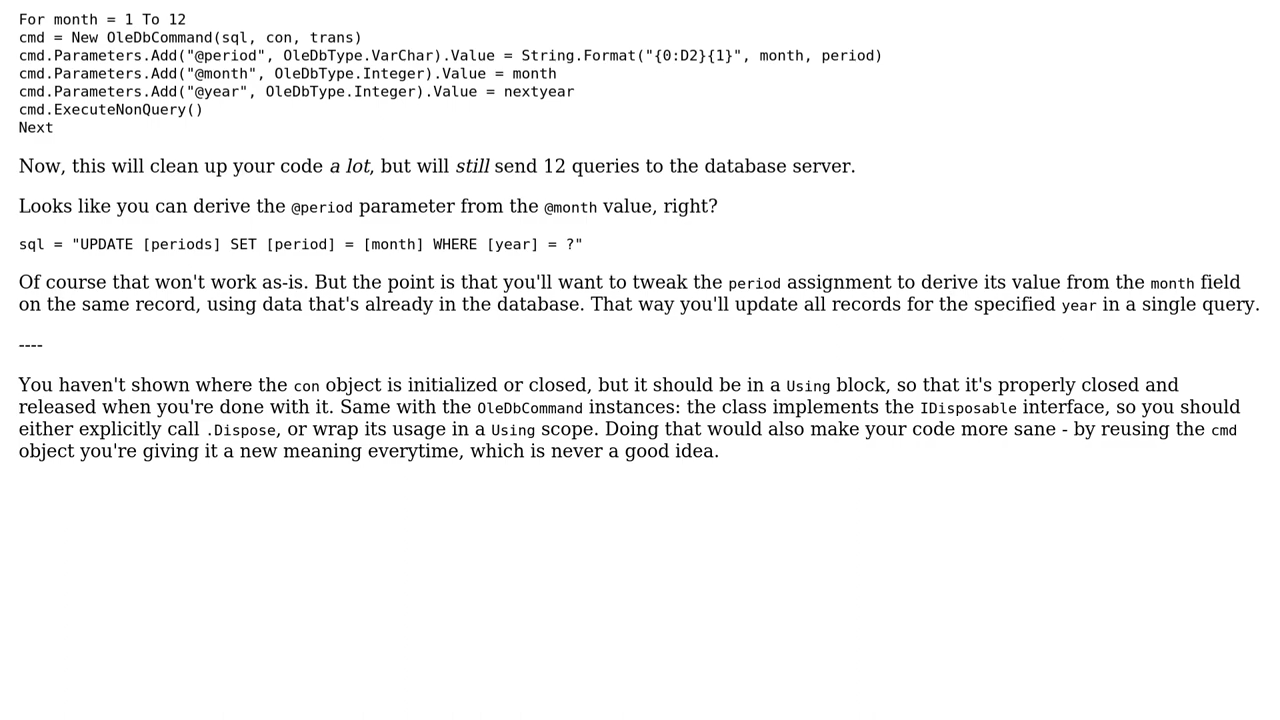 For month = 1 To 12
cmd = New OleDbCommand(sql, con, trans)
cmd.Parameters.Add("@period", OleDbType.VarChar).Value = String.Format("{0:D2}{1}", month, period)
cmd.Parameters.Add("@month", OleDbType.Integer).Value = month
cmd.Parameters.Add("@year", OleDbType.Integer).Value = nextyear
cmd.ExecuteNonQuery()
Next
Now, this will clean up your code a lot, but will still send 12 queries to the database server.
Looks like you can derive the @period parameter from the @month value, right?
sql = "UPDATE [periods] SET [period] = [month] WHERE [year] = ?"
Of course that won't work as-is. But the point is that you'll want to tweak the period assignment to derive its value from the month field
on the same record, using data that's already in the database. That way you'll update all records for the specified year in a single query.
----
You haven't shown where the con object is initialized or closed, but it should be in a Using block, so that it's properly closed and
released when you're done with it. Same with the OleDbCommand instances: the class implements the IDisposable interface, so you should
either explicitly call .Dispose, or wrap its usage in a Using scope. Doing that would also make your code more sane - by reusing the cmd
object you're giving it a new meaning everytime, which is never a good idea.